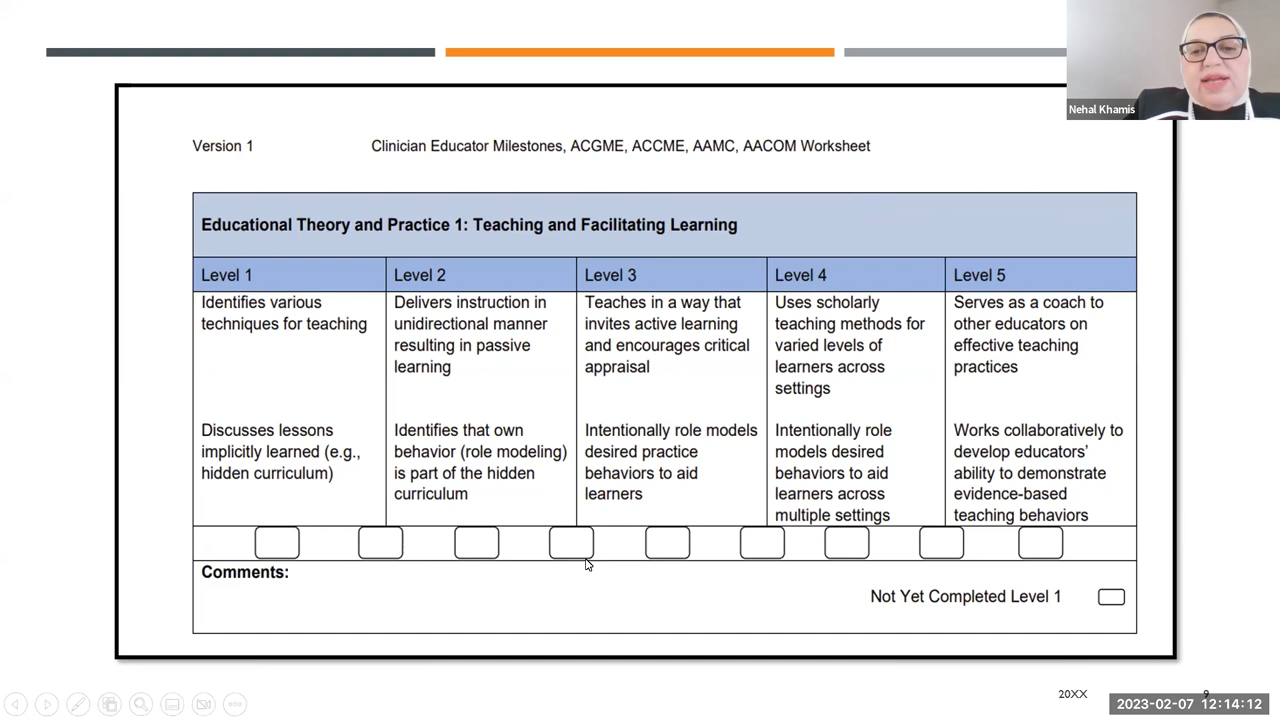 Nehal Khamis
Version 1
Clinician Educator Milestones, ACGME, ACCME, AAMC, AACOM Worksheet
Educational Theory and Practice 1: Teaching and Facilitating Learning
Level 1
Level 2
Level 3
Level 4
Level 5
Identifies various
techniques for teaching
Delivers instruction in
unidirectional manner
resulting in passive
learning
Teaches in a way that
invites active learning
and encourages critical
appraisal
Uses scholarly
teaching methods for
varied levels of
learners across
settings
Serves as a coach to
other educators on
effective teaching
practices
Discusses lessons
implicitly learned (e.g.,
hidden curriculum)
Identifies that own
behavior (role modeling)
is part of the hidden
curriculum
Intentionally role models
desired practice
behaviors to aid
learners
Intentionally role
models desired
behaviors to aid
learners across
multiple settings
Works collaboratively to
develop educators’
ability to demonstrate
evidence-based
teaching behaviors
Comments:
Not Yet Completed Level 1
20XX
9
2023-02-07 12:14:12